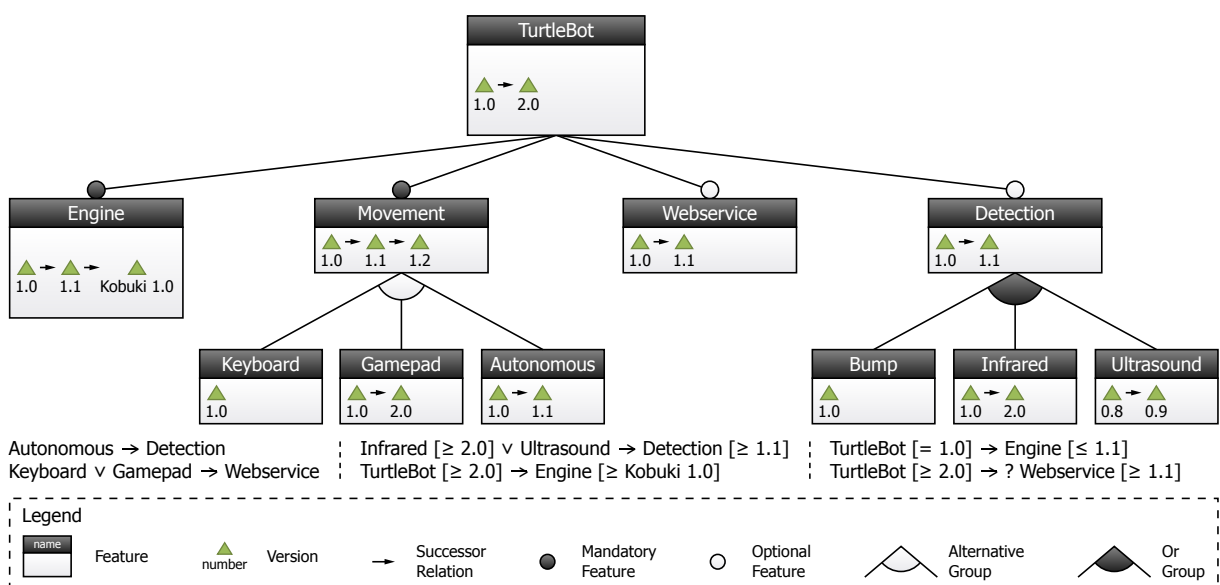 TurtleBot
1.0 2.0
Engine Movement Webservice Detection
1.0 1.1 Kobuki 1.0
1.0 1.1 1.2
1.0 1.1
1.0 1.1
Keyboard Gamepad Autonomous Bump Infrared Ultrasound
1.0 1.0 2.0 1.0 1.1 1.0 1.0 2.0 0.8 0.9
Autonomous → Detection
Keyboard ∨ Gamepad → Webservice
Infrared [≥ 2.0] ∨ Ultrasound → Detection [≥ 1.1]
TurtleBot [≥ 2.0] → Engine [≥ Kobuki 1.0]
TurtleBot [= 1.0] → Engine [≤ 1.1]
TurtleBot [≥ 2.0] → ? Webservice [≥ 1.1]
Legend
name
Feature
number
Version
Successor
Relation
Mandatory
Feature
Optional
Feature
Alternative
Group
Or
Group